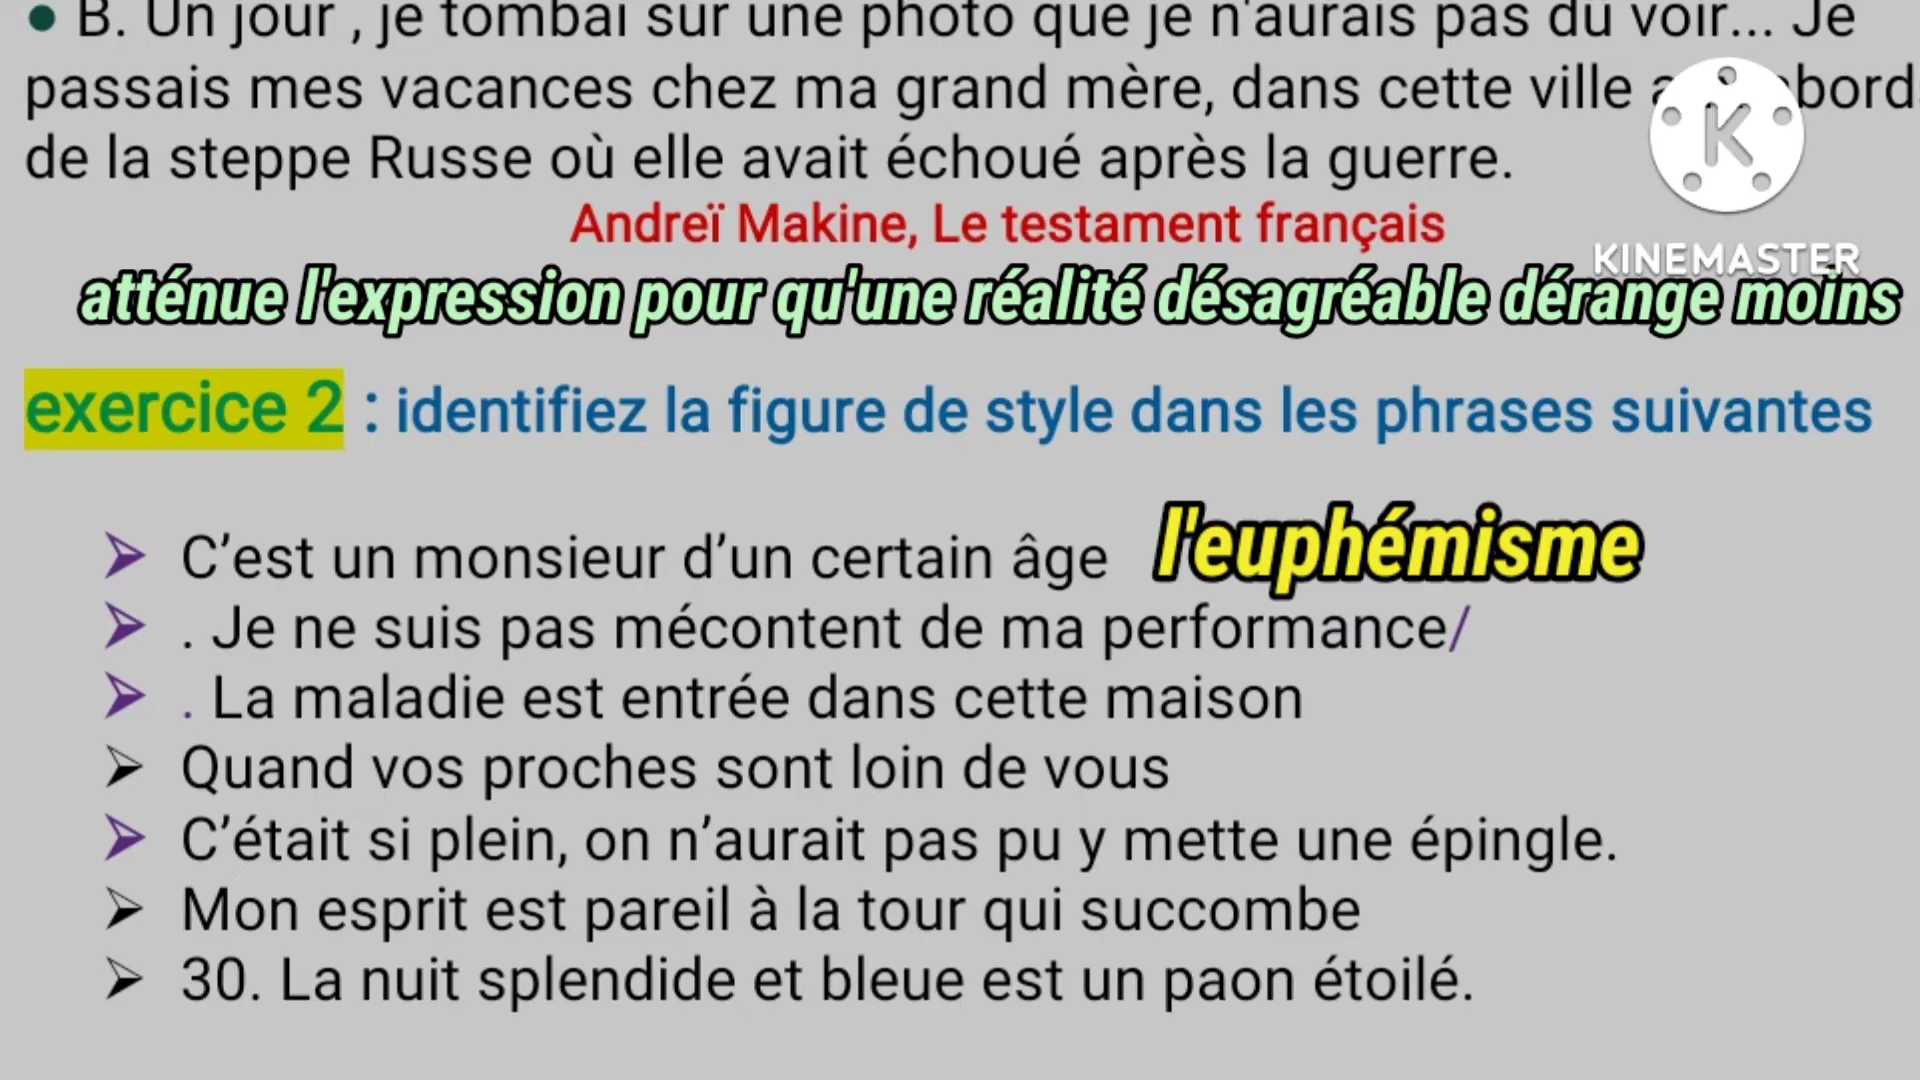 • B. Un jour , je tombai sur une photo que je n'aurais pas dû voir... Je
passais mes vacances chez ma grand mère, dans cette ville bord
de la steppe Russe où elle avait échoué après la guerre.
Andreï Makine, Le testament français
KINEMASTER
atténue l'expression pour qu'une réalité désagréable dérange moins
exercice 2 : identifiez la figure de style dans les phrases suivantes
➢ C’est un monsieur d’un certain âge l'euphémisme
➢ . Je ne suis pas mécontent de ma performance/
➢ . La maladie est entrée dans cette maison
➢ Quand vos proches sont loin de vous
➢ C’était si plein, on n’aurait pas pu y mette une épingle.
➢ Mon esprit est pareil à la tour qui succombe
➢ 30. La nuit splendide et bleue est un paon étoilé.